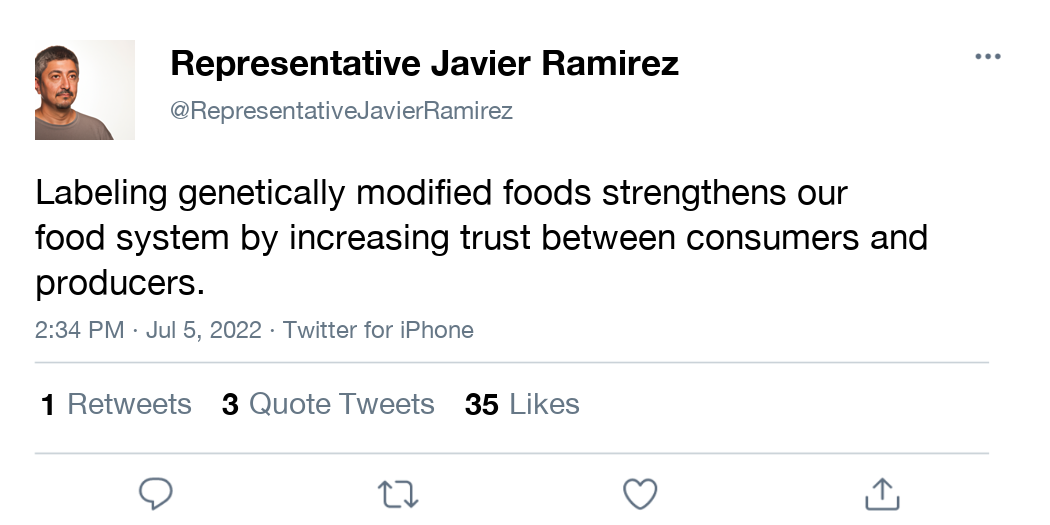 Representative Javier Ramirez
@RepresentativeJavierRamirez
Labeling genetically modified foods strengthens our
food system by increasing trust between consumers and
producers.
2:34 PM · Jul 5, 2022 · Twitter for iPhone
1 Retweets 3 Quote Tweets 35 Likes